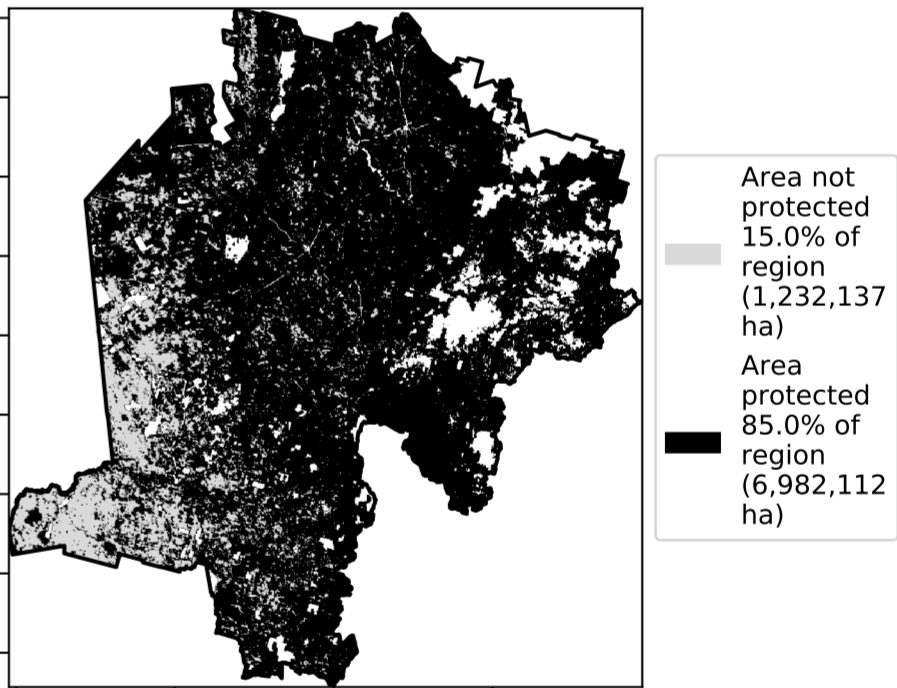 Area not
protected
15.0% of
region
(1,232,137
ha)
Area
protected
85.0% of
region
(6,982,112
ha)